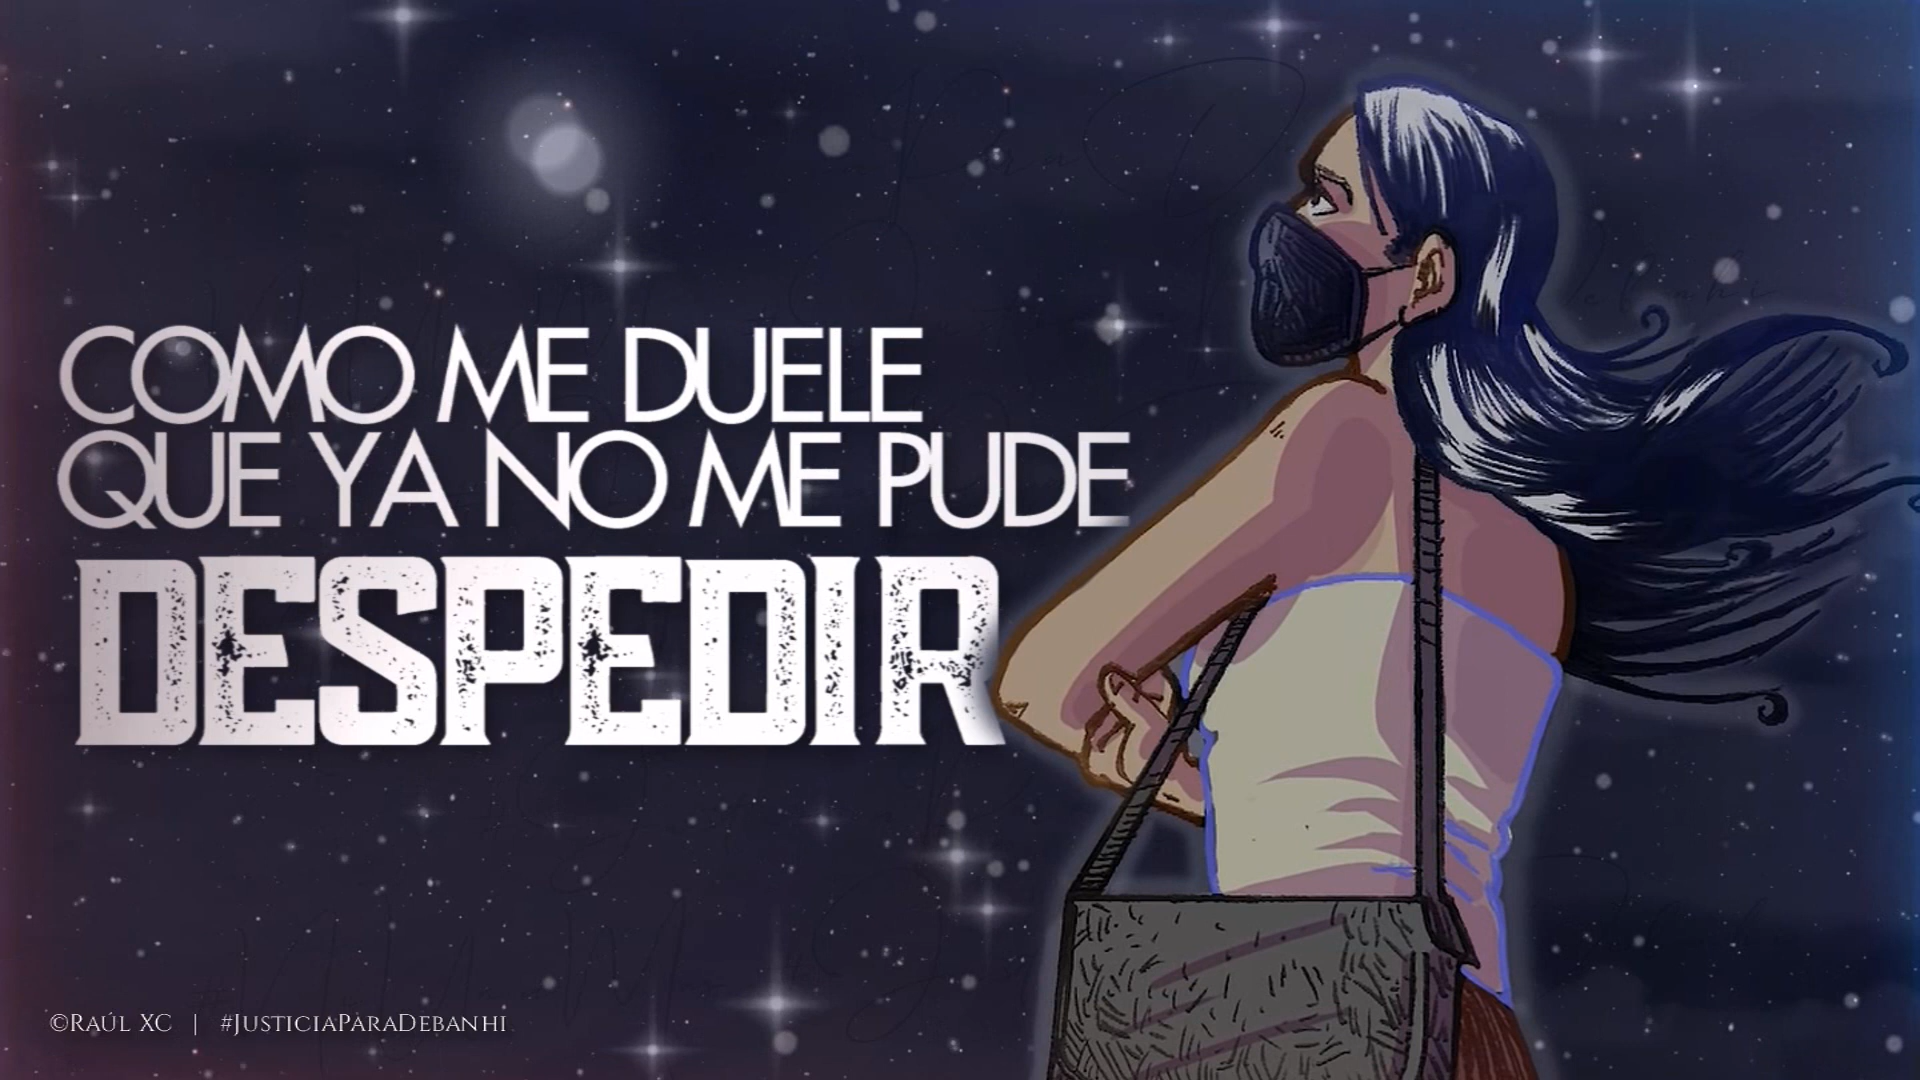 COMO ME DUELE
QUE YA NO ME PUDE
DESPEDIR
©RAÚL XC | #JUSTICIAPARADEBANHI